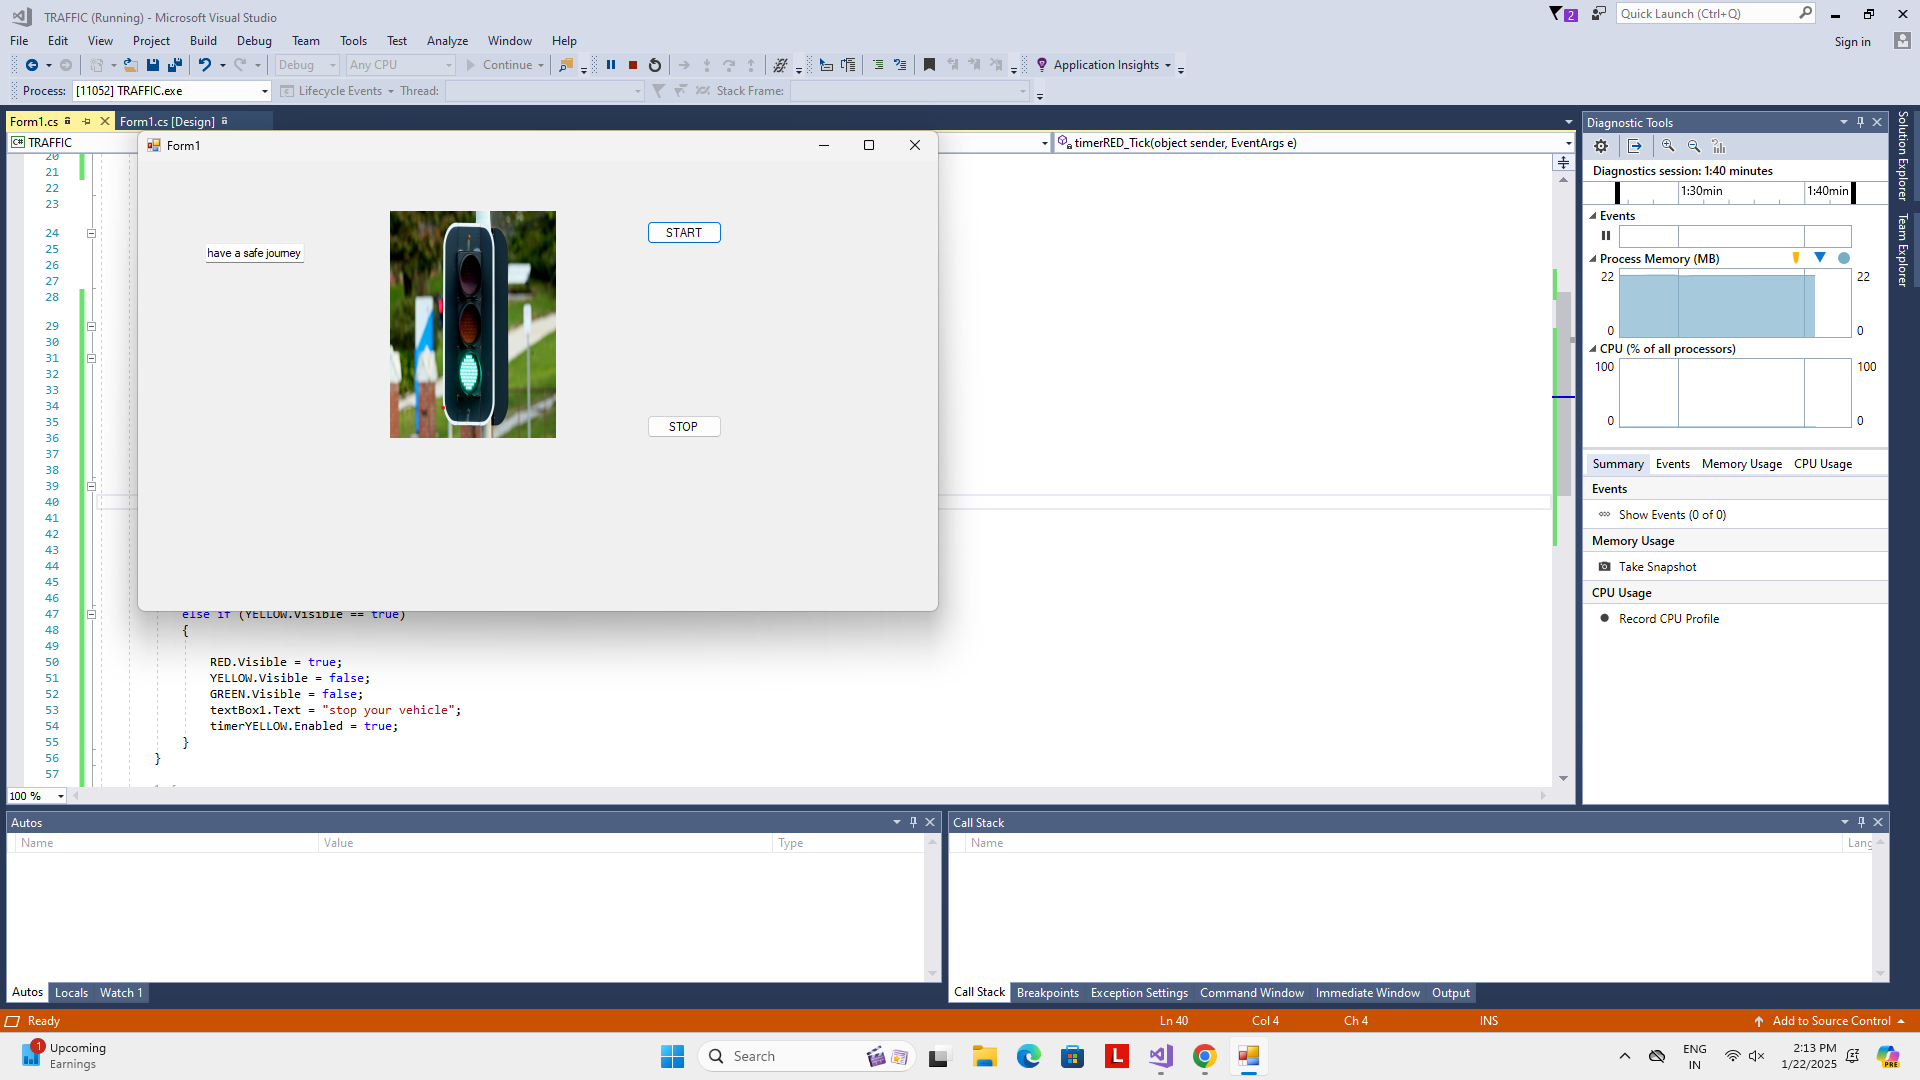 TRAFFIC (Running) - Microsoft Visual Studio
2
Quick Launch (Ctrl+Q)
File Edit View Project Build Debug Team Tools Test Analyze Window Help
Sign in
Debug Any CPU Continue Application Insights
Process: [11052] TRAFFIC.exe Lifecycle Events Thread: Stack Frame:
Form1.cs Form1.cs [Design]
C# TRAFFIC
timerRED_Tick(object sender, EventArgs e)
Form1
have a safe journey
START
STOP
20
21
22
23
24
25
26
27
28
29
30
31
32
33
34
35
36
37
38
39
40
41
42
43
44
45
46
47 else if (YELLOW.Visible == true)
48 {
49
50 RED.Visible = true;
51 YELLOW.Visible = false;
52 GREEN.Visible = false;
53 textBox1.Text = "stop your vehicle";
54 timerYELLOW.Enabled = true;
55 }
56 }
57
100 %
Diagnostic Tools
Diagnostics session: 1:40 minutes
1:30min 1:40min
Events
Process Memory (MB)
22 22
0 0
CPU (% of all processors)
100 100
0 0
Summary Events Memory Usage CPU Usage
Events
Show Events (0 of 0)
Memory Usage
Take Snapshot
CPU Usage
Record CPU Profile
Solution Explorer
Team Explorer
Autos
Name Value Type
Autos Locals Watch 1
Call Stack
Name Lang
Call Stack Breakpoints Exception Settings Command Window Immediate Window Output
Ready Ln 40 Col 4 Ch 4 INS Add to Source Control
1
Upcoming
Earnings
Search
L
PRE
ENG
IN
2:13 PM
1/22/2025